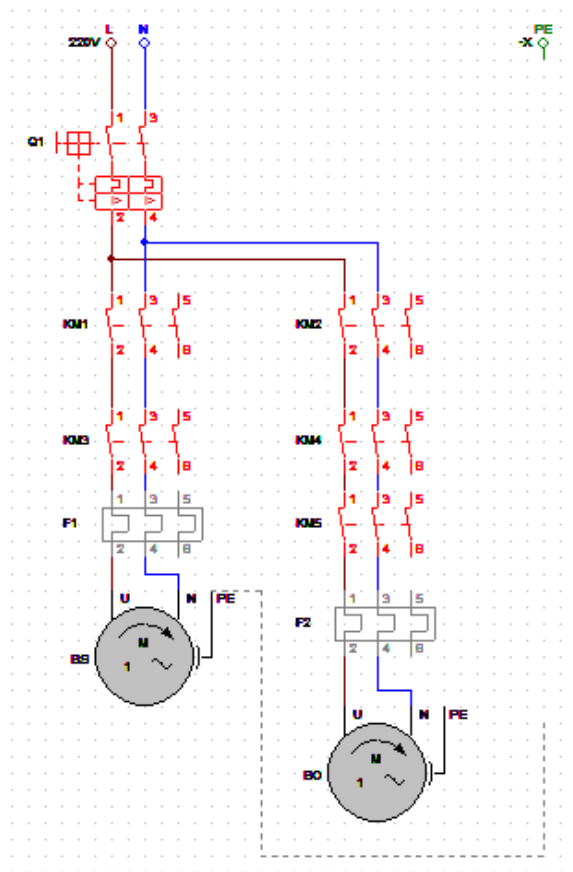 L N PE
220V -X
1 3
Q1
2 4
1 3 5 1 3 5
KM1 KM2
2 4 6 2 4 6
1 3 5 1 3 5
KM3 KM4
2 4 6 2 4 6
1 3 5 1 3 5
F1 KM5
2 4 6 2 4 6
U N PE 1 3 5
F2
M 2 4 6
BS 1
U N PE
M
BO 1